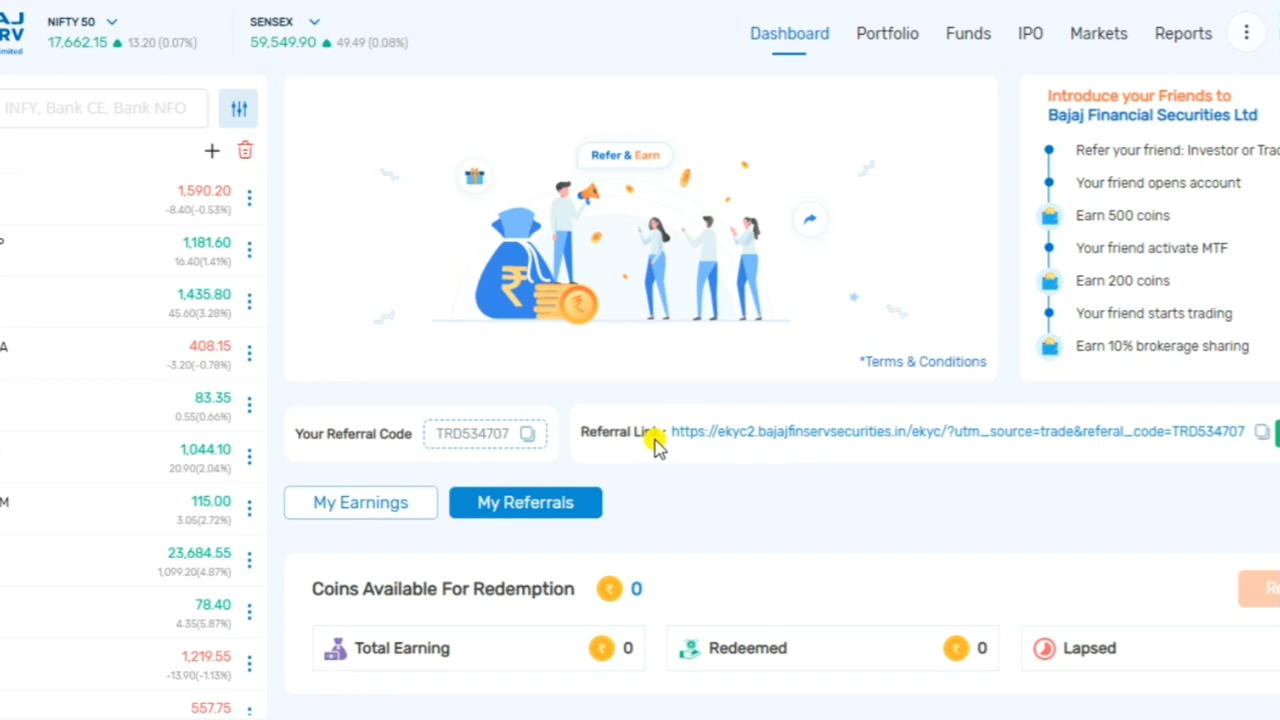 AJ
RV
imited
NIFTY 50
17,662.15 13.20 (0.07%)
SENSEX
59,549.90 49.49 (0.08%)
Dashboard Portfolio Funds IPO Markets Reports
INFY, Bank CE, Bank NFO
1,590.20
-8.40(-0.53%)
P
1,181.60
16.40(1.41%)
1,435.80
45.60(3.28%)
A
408.15
-3.20(-0.78%)
83.35
0.55(0.66%)
1,044.10
20.90(2.04%)
M
115.00
3.05(2.72%)
23,684.55
1,099.20(4.87%)
78.40
4.35(5.87%)
1,219.55
-13.90(-1.13%)
557.75
Refer & Earn
*Terms & Conditions
Introduce your Friends to
Bajaj Financial Securities Ltd
Refer your friend: Investor or Trad
Your friend opens account
Earn 500 coins
Your friend activate MTF
Earn 200 coins
Your friend starts trading
Earn 10% brokerage sharing
Your Referral Code TRD534707
Referral Link: https://ekyc2.bajajfinservsecurities.in/ekyc/?utm_source=trade&referal_code=TRD534707
My Earnings My Referrals
Coins Available For Redemption 0
Re
Total Earning 0
Redeemed 0
Lapsed